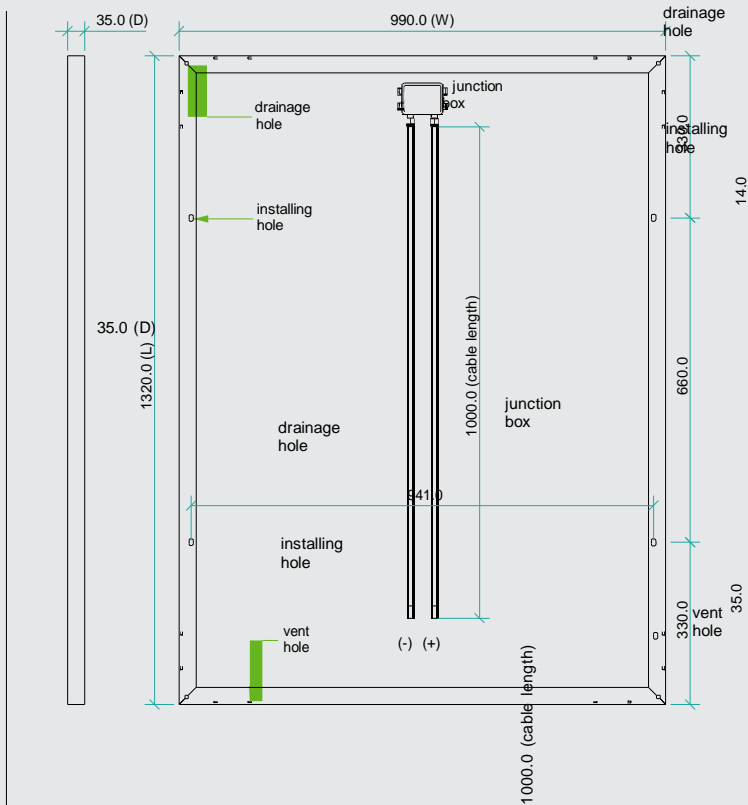 35.0 (D)
990.0 (W)
drainage
hole
junction
box
drainage
hole
installing
hole
330.0
14.0
installing
hole
35.0 (D)
1320.0 (L)
1000.0 (cable length)
660.0
junction
box
drainage
hole
941.0
installing
hole
vent
hole
330.0
35.0
vent
hole
(-) (+)
1000.0 (cable length)